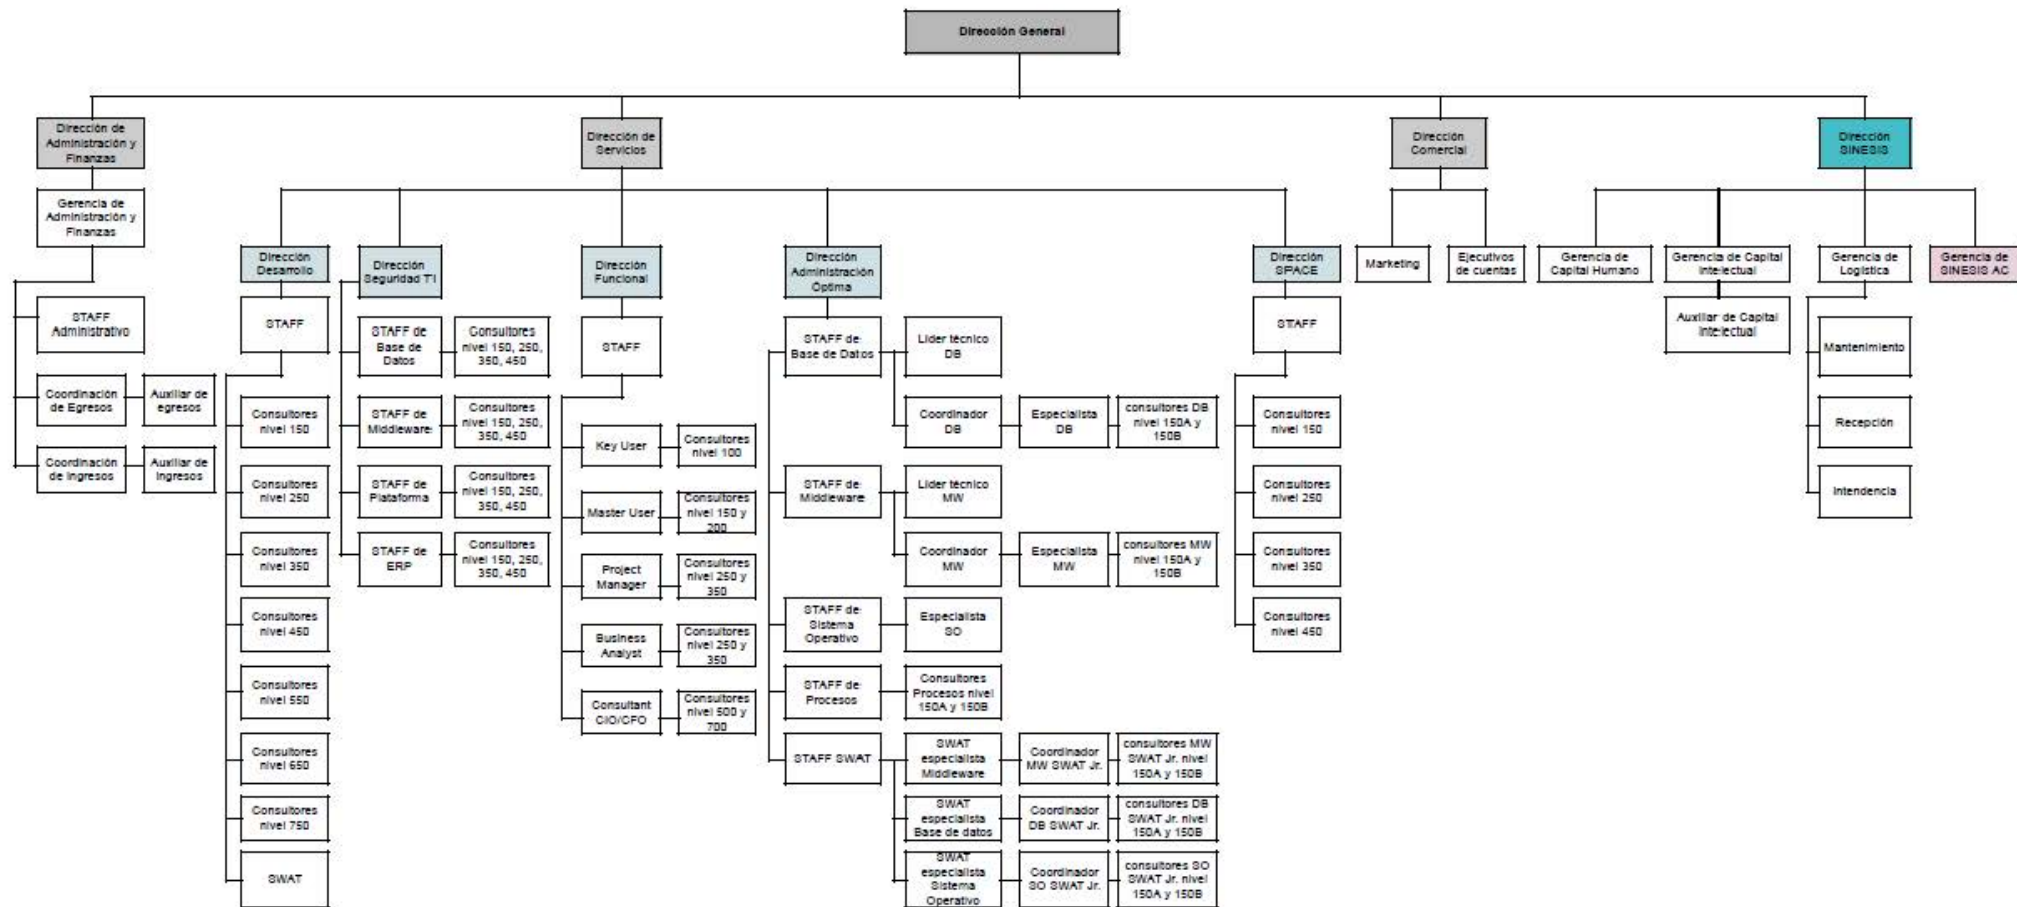 Dirección General
Dirección de
Administración y
Finanzas
Dirección de
Servicios
Dirección
Comercial
Dirección
SINESIS
Gerencia de
Administración y
Finanzas
Dirección
Desarrollo
Dirección
Seguridad TI
Dirección
Funcional
Dirección
Administración
Óptima
Dirección
SPACE
Marketing
Ejecutivos
de cuentas
Gerencia de
Capital Humano
Gerencia de Capital
Intelectual
Gerencia de
Logística
Gerencia de
SINESIS AC
STAFF
Administrativo
STAFF
STAFF de
Base de
Datos
Consultores
nivel 150, 250,
350, 450
STAFF
STAFF de
Base de Datos
Líder técnico
DB
STAFF
Auxiliar de Capital
Intelectual
Mantenimiento
Coordinación
de Egresos
Auxiliar de
egresos
Consultores
nivel 150
STAFF de
Middleware
Consultores
nivel 150, 250,
350, 450
Key User
Consultores
nivel 100
Coordinador
DB
Especialista
DB
consultores DB
nivel 150A y
150B
Consultores
nivel 150
Recepción
Coordinación
de Ingresos
Auxiliar de
Ingresos
Consultores
nivel 250
STAFF de
Plataforma
Consultores
nivel 150, 250,
350, 450
Master User
Consultores
nivel 150 y
200
STAFF de
Middleware
Líder técnico
MW
Consultores
nivel 250
Intendencia
Consultores
nivel 350
STAFF de
ERP
Consultores
nivel 150, 250,
350, 450
Project
Manager
Consultores
nivel 250 y
350
Coordinador
MW
Especialista
MW
consultores MW
nivel 150A y
150B
Consultores
nivel 350
Consultores
nivel 450
Business
Analyst
Consultores
nivel 250 y
350
STAFF de
Sistema
Operativo
Especialista
SO
Consultores
nivel 450
Consultores
nivel 550
Consultant
CIO/CFO
Consultores
nivel 500 y
700
STAFF de
Procesos
Consultores
Procesos nivel
150A y 150B
Consultores
nivel 650
STAFF SWAT
SWAT
especialista
Middleware
Coordinador
MW SWAT Jr.
consultores MW
SWAT Jr. nivel
150A y 150B
Consultores
nivel 750
SWAT
especialista
Base de datos
Coordinador
DB SWAT Jr.
consultores DB
SWAT Jr. nivel
150A y 150B
SWAT
SWAT
especialista
Sistema
Operativo
Coordinador
SO SWAT Jr.
consultores SO
SWAT Jr. nivel
150A y 150B